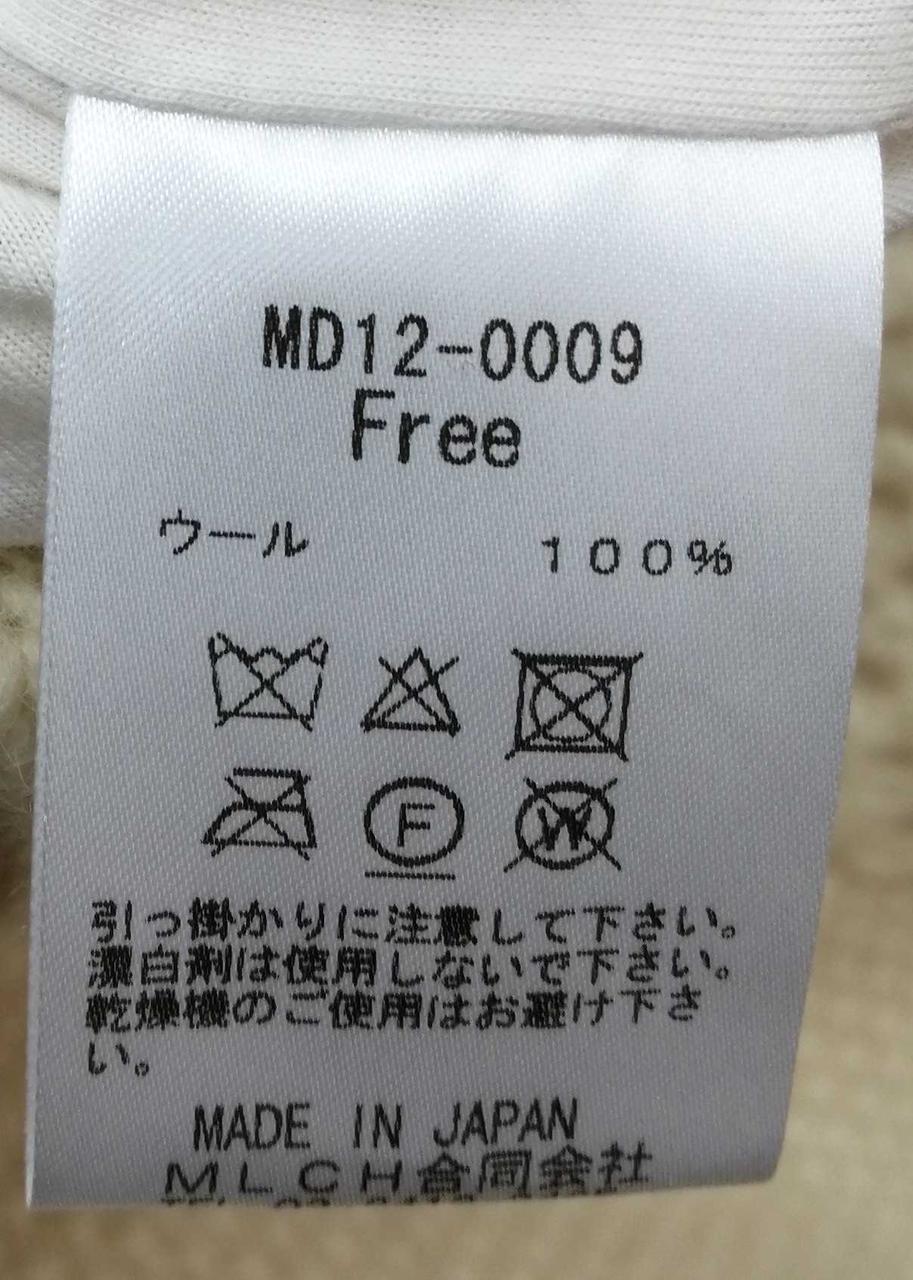 MD12-0009
Free
ウール 100%
F
W
引っ掛かりに注意して下さい。
漂白剤は使用しないで下さい。
乾燥機のご使用はお避け下さ
い。
MADE IN JAPAN
MLCH合同会社